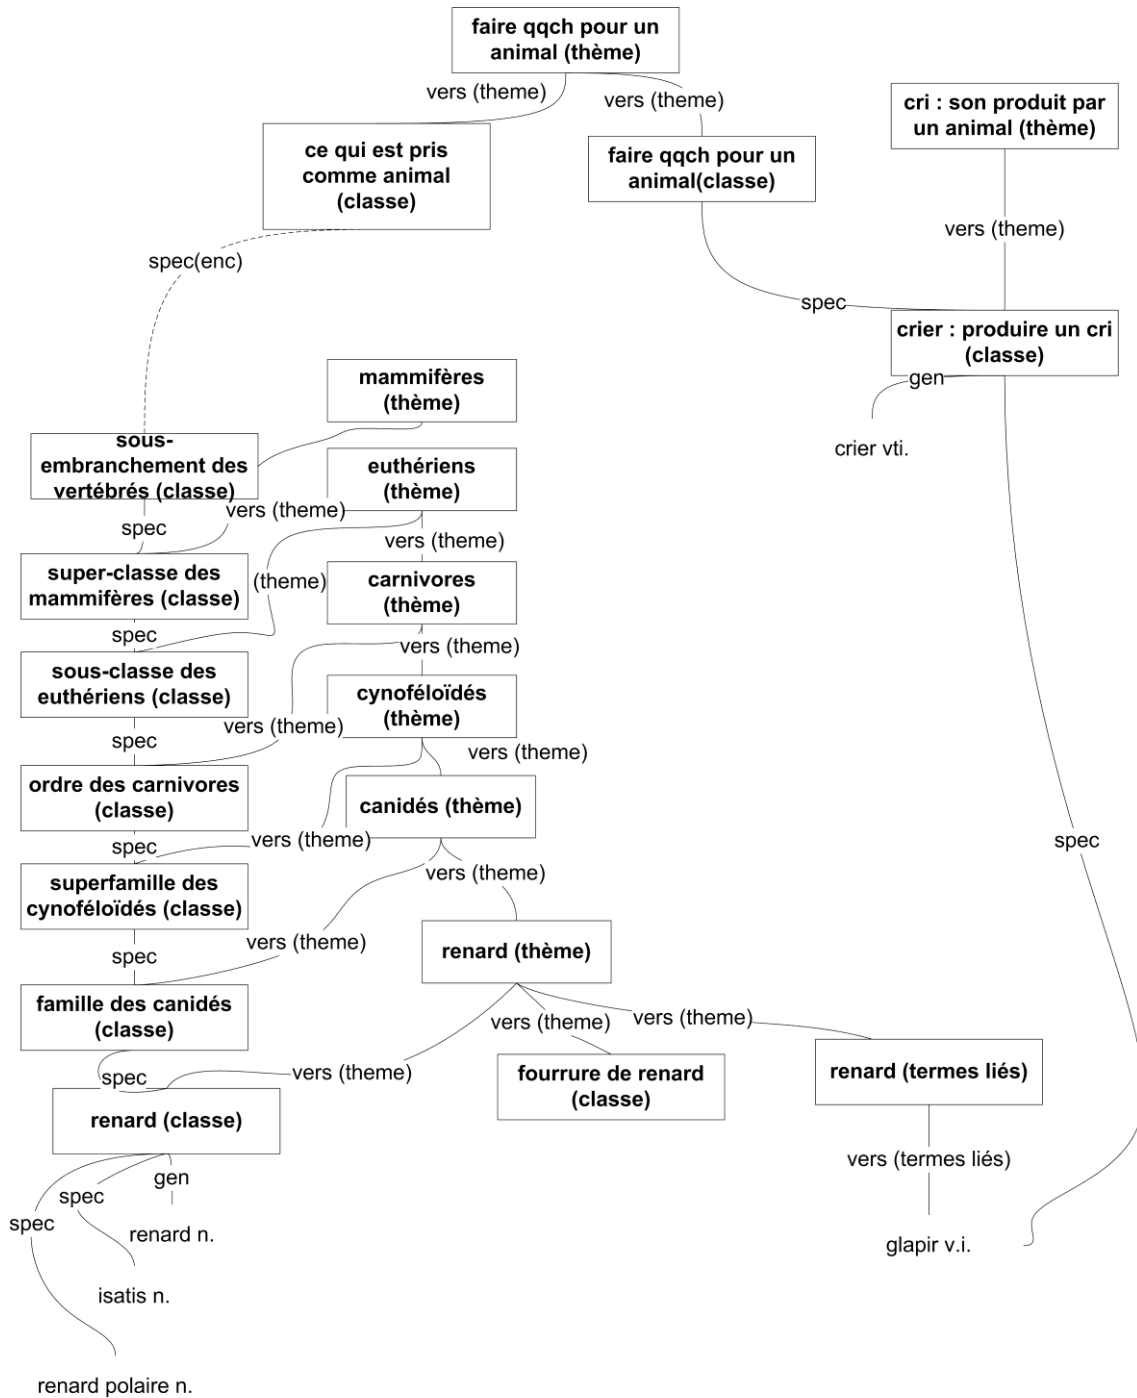 faire qqch pour un
animal (thème)
vers (theme)
vers (theme)
cri : son produit par
un animal (thème)
ce qui est pris
comme animal
(classe)
faire qqch pour un
animal(classe)
vers (theme)
spec(enc)
spec
crier : produire un cri
(classe)
gen
crier vti.
mammifères
(thème)
sous-
embranchement des
vertébrés (classe)
euthériens
(thème)
vers (theme)
spec
vers (theme)
super-classe des
mammifères (classe)
(theme)
carnivores
(thème)
spec
vers (theme)
sous-classe des
euthériens (classe)
cynoféloïdés
(thème)
vers (theme)
spec
vers (theme)
ordre des carnivores
(classe)
canidés (thème)
spec
vers (theme)
spec
vers (theme)
superfamille des
cynoféloïdés (classe)
vers (theme)
renard (thème)
spec
famille des canidés
(classe)
vers (theme)
vers (theme)
spec
vers (theme)
fourrure de renard
(classe)
renard (termes liés)
renard (classe)
vers (termes liés)
gen
spec
spec
renard n.
glapir v.i.
isatis n.
renard polaire n.